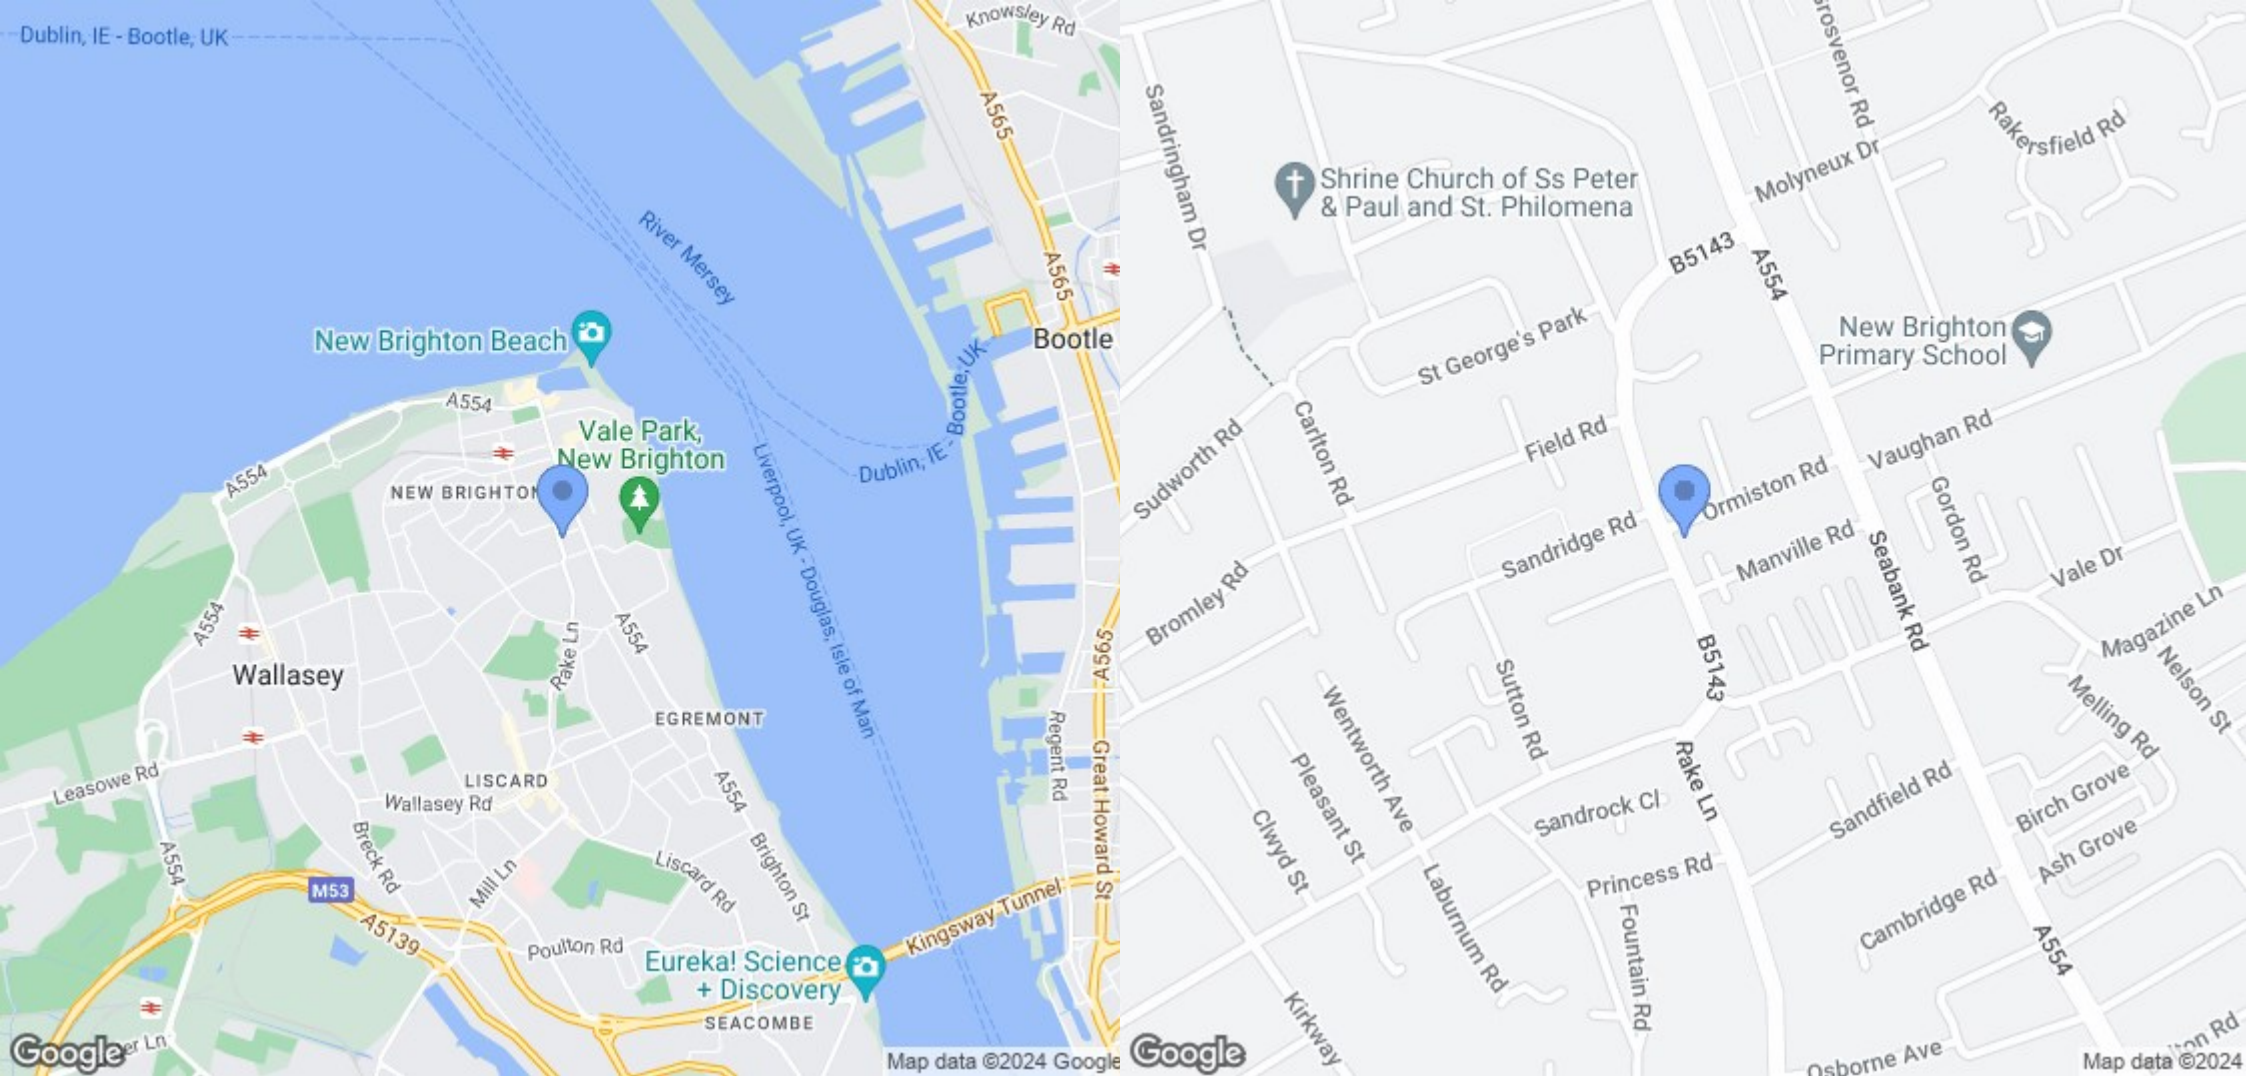 Dublin, IE - Bootle, UK
Knowsley Rd
A565
River Mersey
A565
New Brighton Beach
Bootle
A554
Vale Park,
New Brighton
Dublin, IE - Bootle, UK
A554
NEW BRIGHTON
Liverpool, UK - Douglas, Isle of Man
A554
Rake Ln
A554
Wallasey
A565
EGREMONT
Regent Rd
Leasowe Rd
LISCARD
Wallasey Rd
A554
Great Howard St
A554
Breck Rd
Mill Ln
Liscard Rd
Brighton St
M53
A5139
Poulton Rd
Kingsway Tunnel
Eureka! Science
+ Discovery
SEACOMBE
Google
Map data ©2024 Google
Grosvenor Rd
Sandringham Dr
Rakersfield Rd
Molyneux Dr
Shrine Church of Ss Peter
& Paul and St. Philomena
B5143
A554
St George's Park
New Brighton
Primary School
Sudworth Rd
Carlton Rd
Field Rd
Vaughan Rd
Ormiston Rd
Gordon Rd
Sandridge Rd
Manville Rd
Seabank Rd
Vale Dr
Bromley Rd
Magazine Ln
B5143
Sutton Rd
Nelson St
Melling Rd
Wentworth Ave
Pleasant St
Rake Ln
Clwyd St
Sandrock Cl
Sandfield Rd
Birch Grove
Ash Grove
Princess Rd
Laburnum Rd
Fountain Rd
Cambridge Rd
A554
Kirkway
Osborne Ave
Google
Map data ©2024